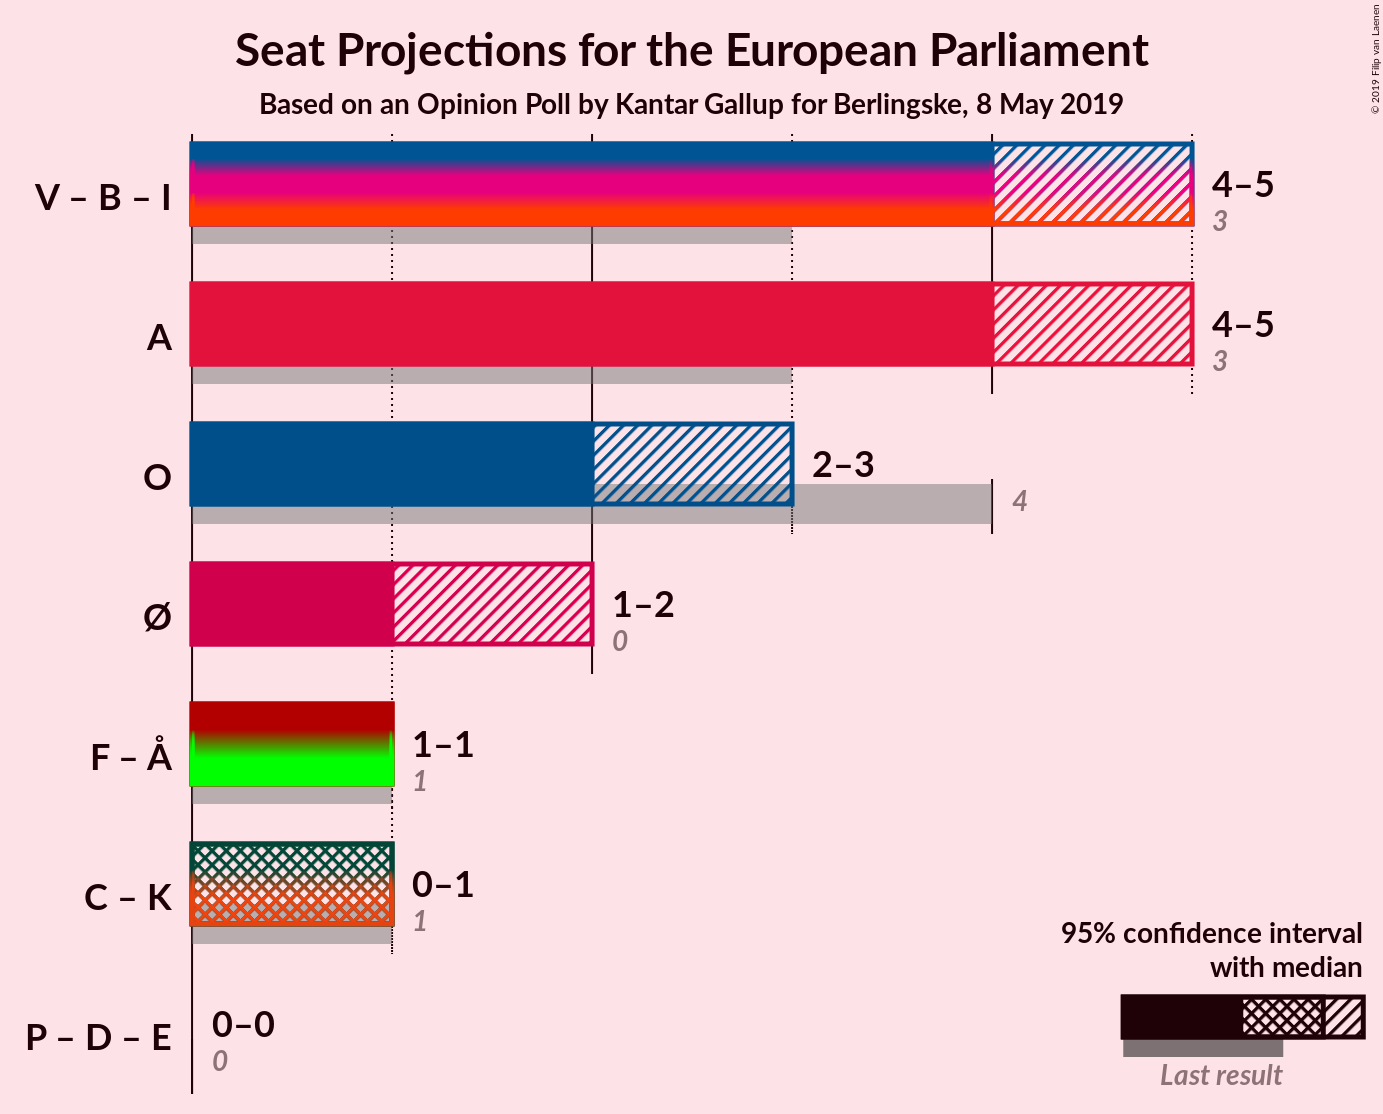 Seat Projections for the European Parliament
Based on an Opinion Poll by Kantar Gallup for Berlingske, 8 May 2019
© 2019 Filip van Laenen
V – B – I
4–5
3
A
4–5
3
O
2–3
4
Ø
1–2
0
F – Å
1–1
1
C – K
0–1
1
P – D – E
0–0
0
95% confidence interval
with median
Last result